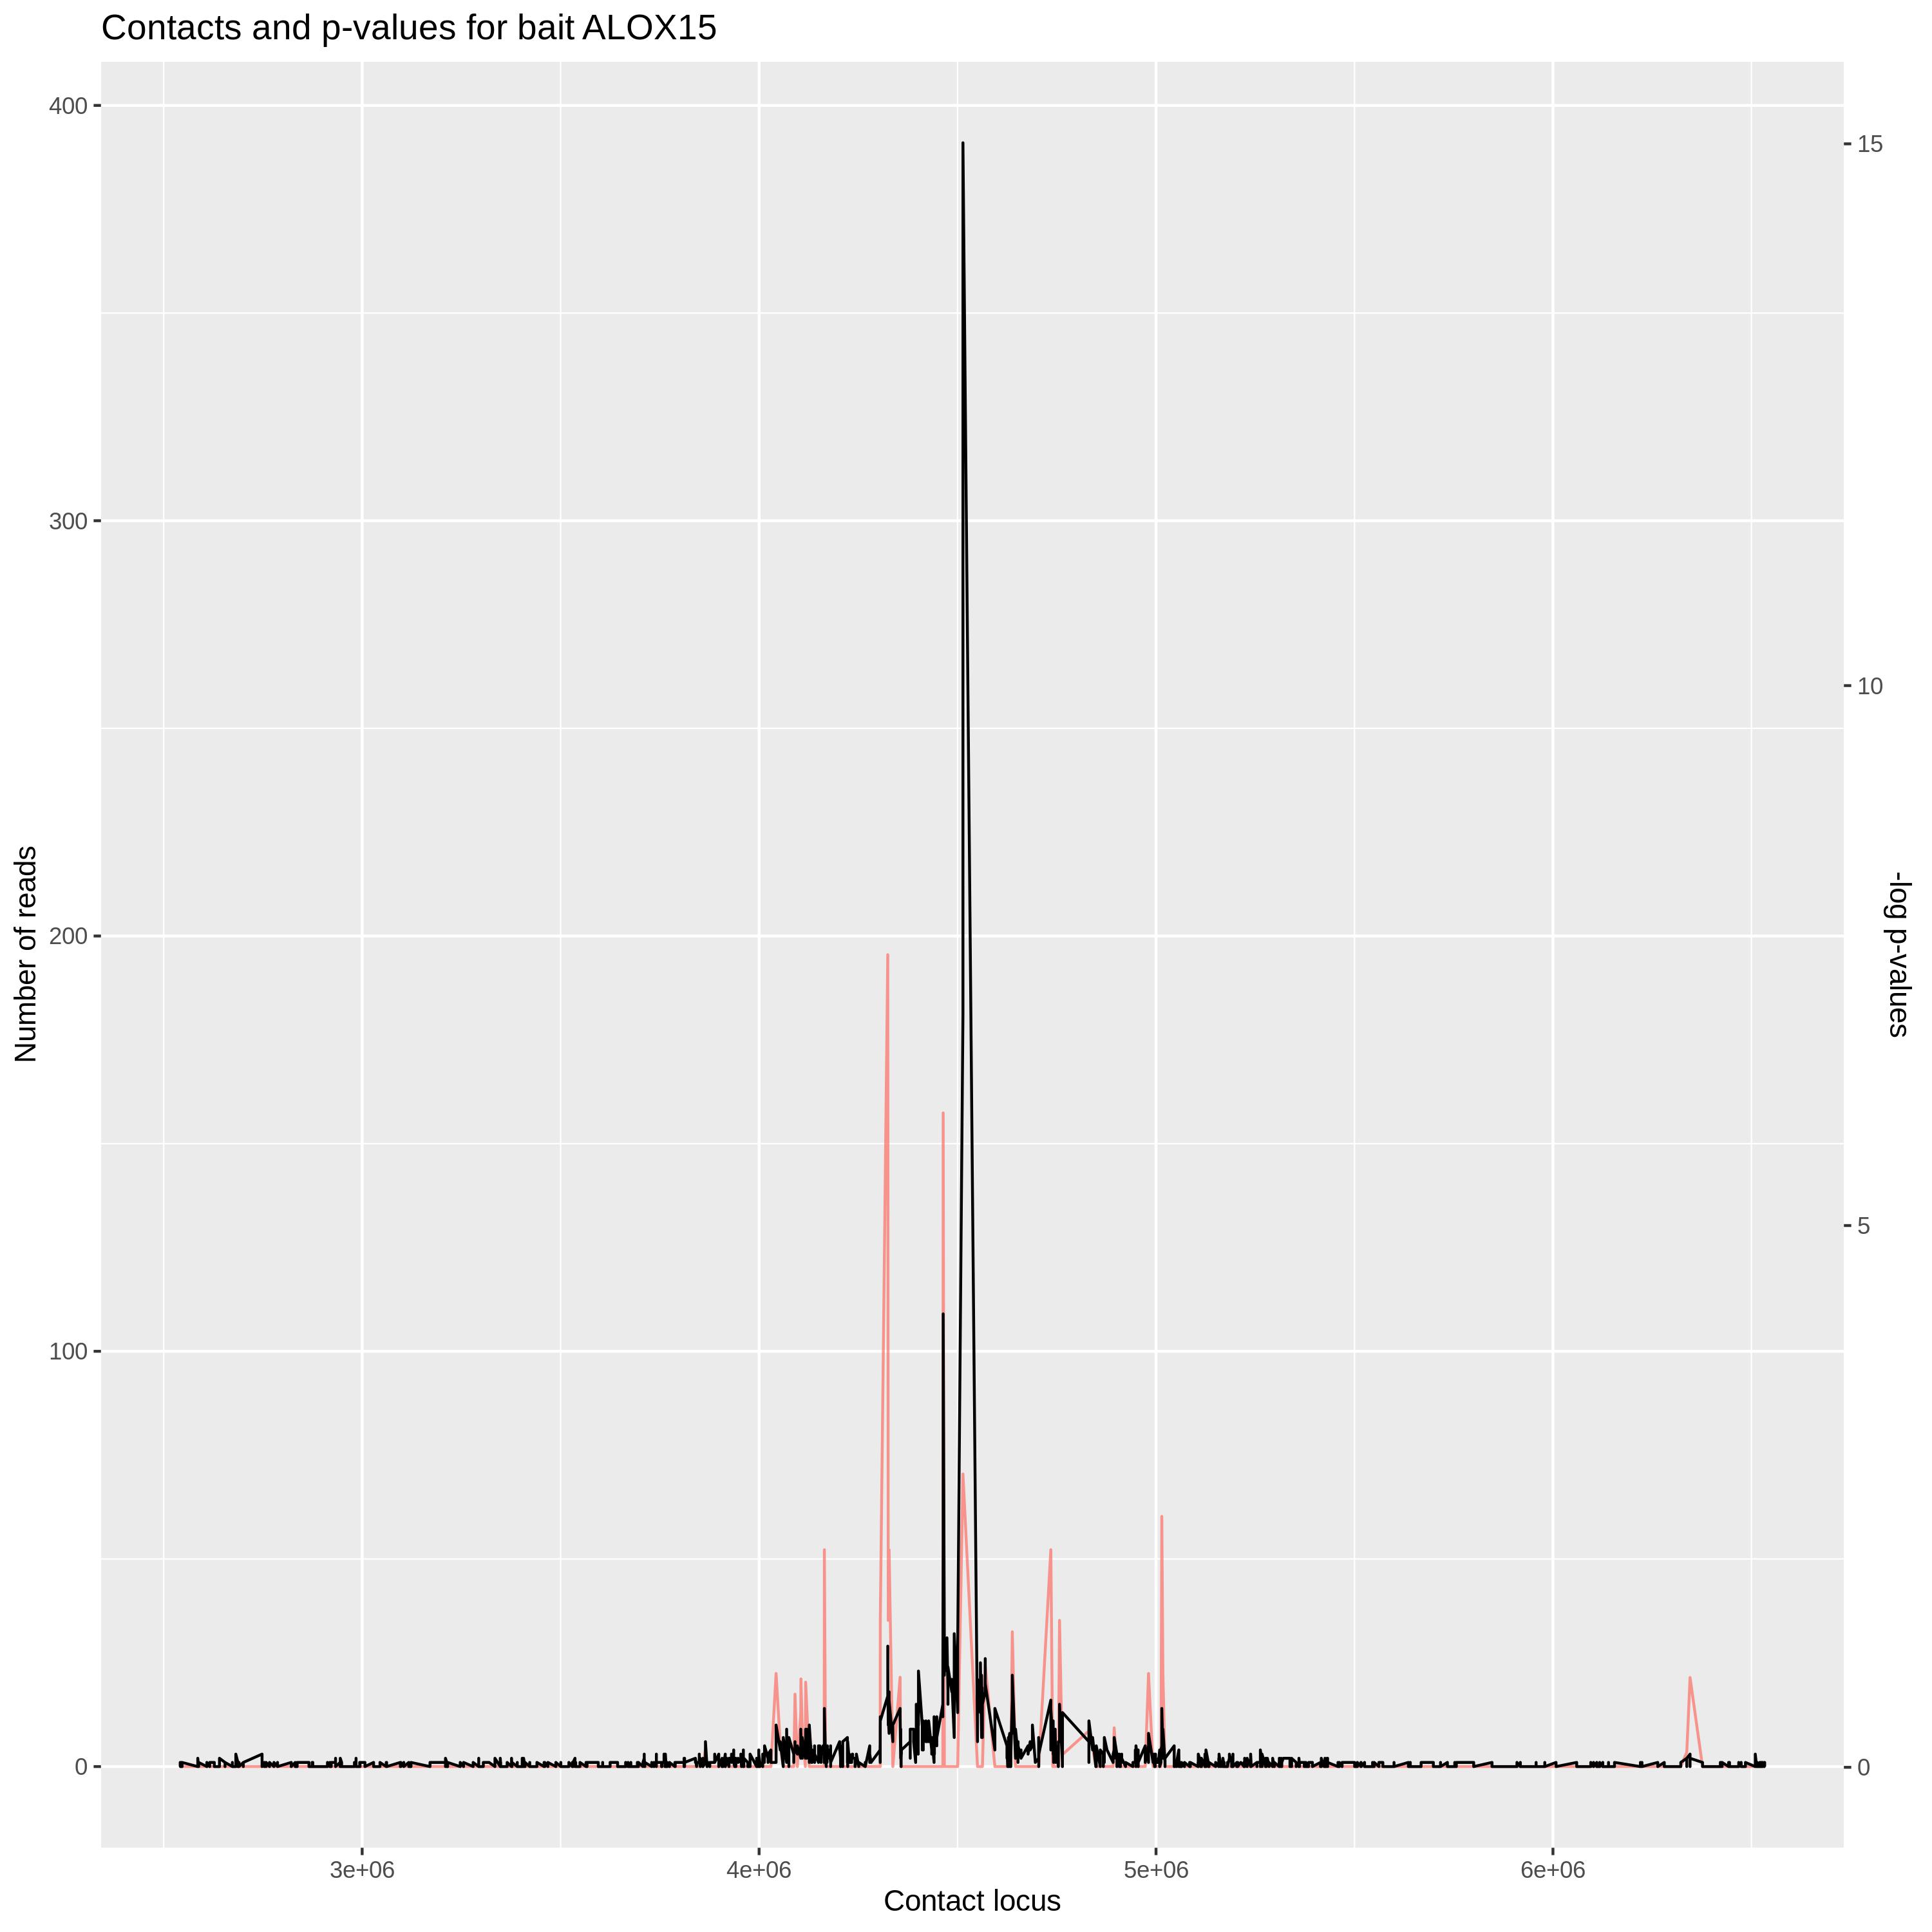 Contacts and p-values for bait ALOX15
400
300
200
100
0
Number of reads
15
10
5
0
-log p-values
3e+06
4e+06
5e+06
6e+06
Contact locus